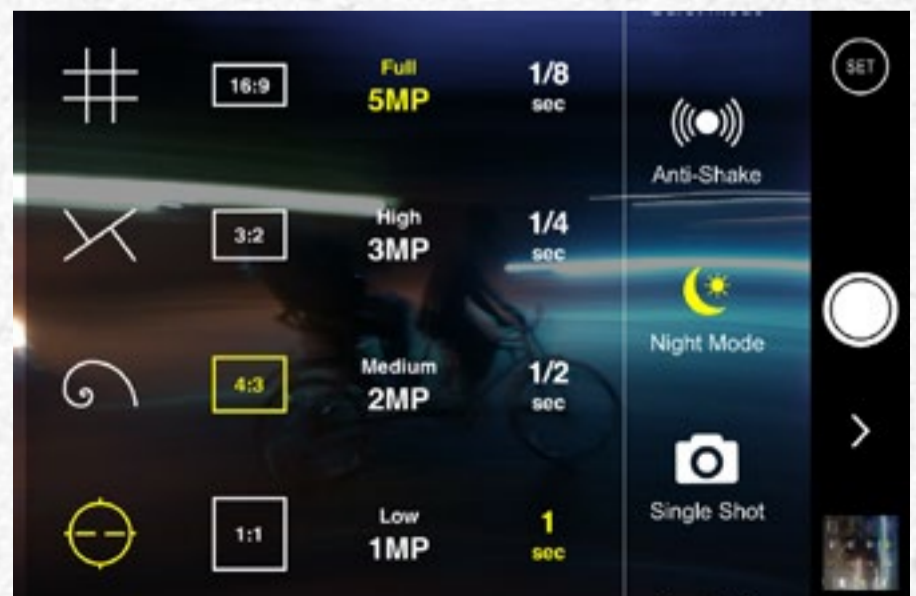 16:9
Full
5MP
1/8
sec
SET
Anti-Shake
3:2
High
3MP
1/4
sec
Night Mode
4:3
Medium
2MP
1/2
sec
Single Shot
1:1
Low
1MP
1
sec